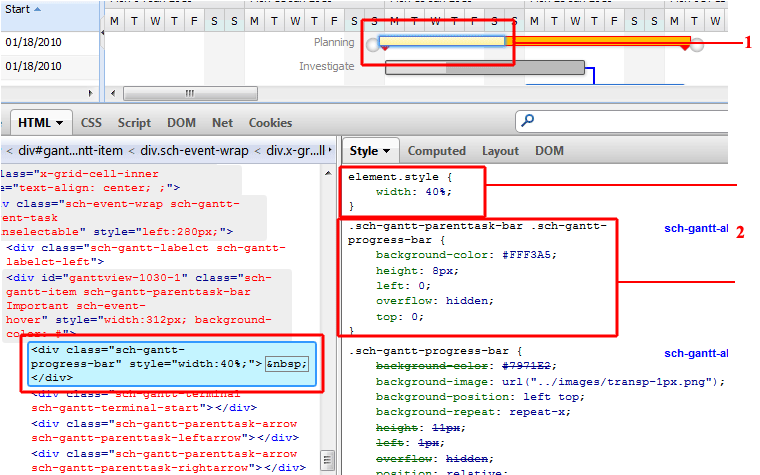 Start
M T W T F S S M T W T F S S M T W T F S S M T W
01/18/2010
Planning
1
01/18/2010
Investigate
HTML CSS Script DOM Net Cookies
< div#gant...ntt-item < div.sch-event-wrap < div.x-gr...ll
Style Computed Layout DOM
class="x-grid-cell-inner
="text-align: center; ;">
v class="sch-event-wrap sch-gantt-
ent-task
nselectable" style="left:280px;">
<div class="sch-gantt-labelct sch-gantt-
labelct-left">
<div id="ganttview-1030-1" class="sch-
gantt-item sch-gantt-parenttask-bar
Important sch-event-
hover" style="width:312px; background-
color: #">
<div class="sch-gantt-
progress-bar" style="width:40%;"> &nbsp;
</div>
<div class="sch-gantt-terminal
sch-gantt-terminal-start"></div>
<div class="sch-gantt-parenttask-arrow
sch-gantt-parenttask-leftarrow"></div>
<div class="sch-gantt-parenttask-arrow
sch-gantt-parenttask-rightarrow"></div>
element.style {
width: 40%;
}
.sch-gantt-parenttask-bar .sch-gantt-
progress-bar {
sch-gantt-al
2
background-color: #FFF3A5;
height: 8px;
left: 0;
overflow: hidden;
top: 0;
}
.sch-gantt-progress-bar {
sch-gantt-al
background-color: #7971E2;
background-image: url("../images/transp-1px.png");
background-position: left top;
background-repeat: repeat-x;
height: 11px;
left: 1px;
overflow: hidden;
position: relative;